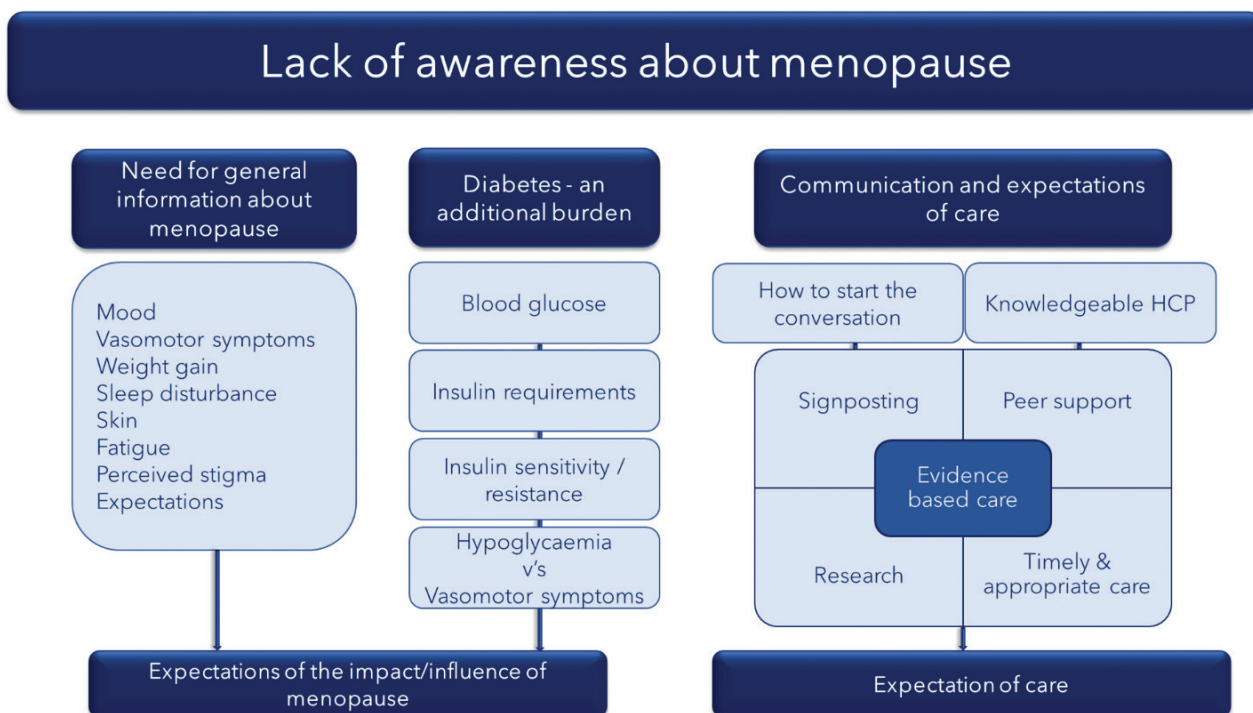 Lack of awareness about menopause
Need for general
information about
menopause
Mood
Vasomotor symptoms
Weight gain
Sleep disturbance
Skin
Fatigue
Perceived stigma
Expectations
Diabetes - an
additional burden
Blood glucose
Insulin requirements
Insulin sensitivity /
resistance
Hypoglycaemia
v's
Vasomotor symptoms
Expectations of the impact/influence of
menopause
Communication and expectations
of care
How to start the
conversation
Knowledgeable HCP
Signposting
Peer support
Evidence
based care
Research
Timely &
appropriate care
Expectation of care